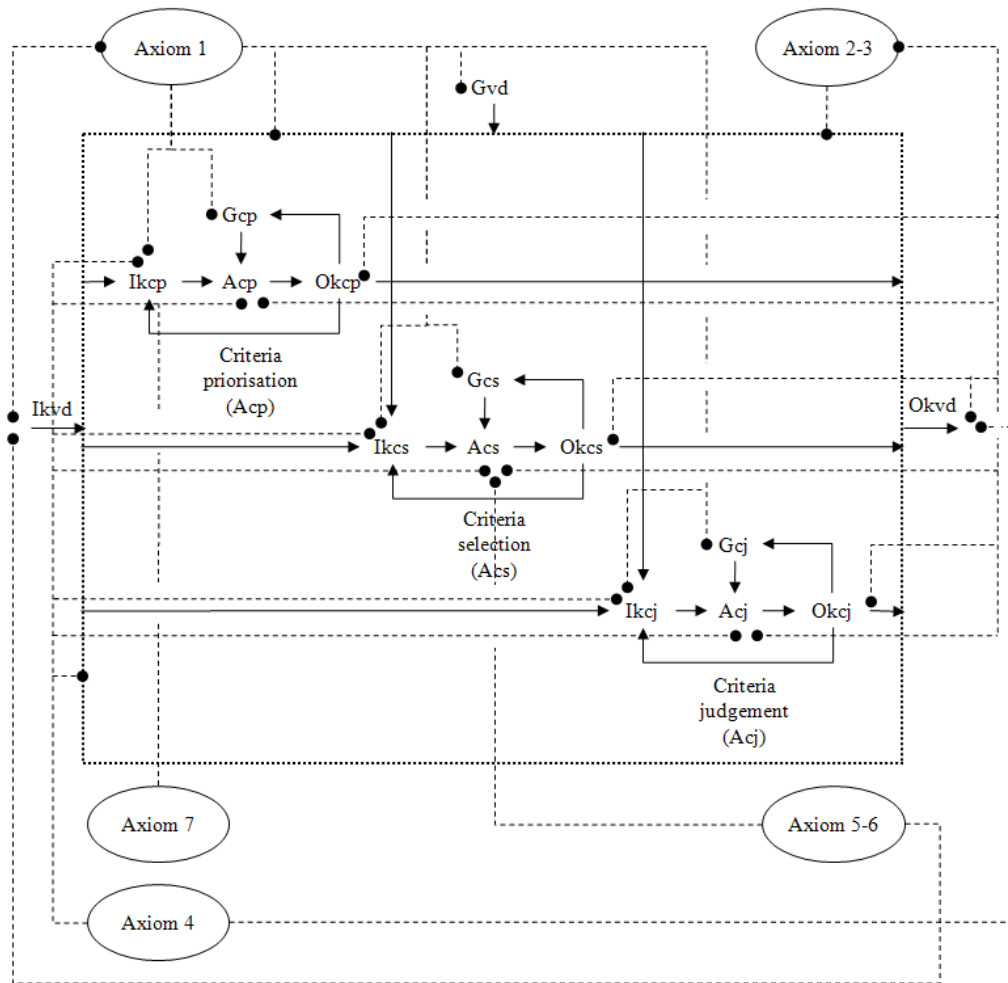 Axiom 1
Axiom 2-3
Gvd
Gcp
Ikcp
Acp
Okcp
Criteria
priorisation
(Acp)
Gcs
Ikvd
Okvd
Ikcs
Acs
Okcs
Criteria
selection
(Acs)
Gcj
Ikcj
Acj
Okcj
Criteria
judgement
(Acj)
Axiom 7
Axiom 5-6
Axiom 4